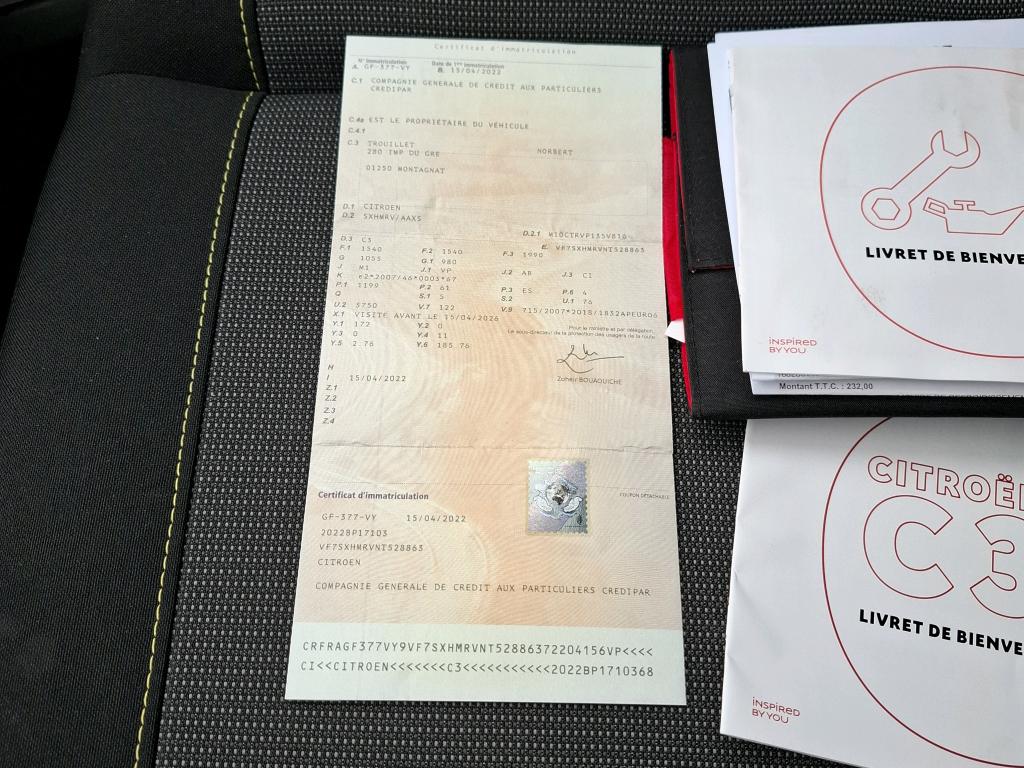 Certificat d'immatriculation
N° Immatriculation Date de 1ère immatriculation
A. GF-377-VY B. 15/04/2022
C.1 COMPAGNIE GENERALE DE CREDIT AUX PARTICULIERS
CREDIPAR
C.4a EST LE PROPRIÉTAIRE DU VÉHICULE
C.4.1
C.3 TROUILLET NORBERT
280 IMP DU GRE
01250 MONTAGNAT
D.1 CITROEN
D.2 SXHMRV/AAXS
D.2.1 M10CTRVP135V816
D.3 C3 E. VF7SXHMRVNT528863
F.1 1540 F.2 1540 F.3 1990
G 1055 G.1 980
J M1 J.1 VP J.2 AB J.3 CI
K e2*2007/46*0003*67
P.1 1199 P.2 61 P.3 ES P.6 4
Q S.1 5 S.2 U.1 76
U.2 5750 V.7 122 V.9 715/2007*2018/1832APEURO6
X.1 VISITE AVANT LE 15/04/2026
Y.1 172 Y.2 0
Y.3 0 Y.4 11
Y.5 2.76 Y.6 185.76
Pour le ministre et par délégation,
Le sous-directeur de la protection des usagers de la route
Zoheir BOUAOUICHE
H
I 15/04/2022
Z.1
Z.2
Z.3
Z.4
Certificat d'immatriculation COUPON DÉTACHABLE
GF-377-VY 15/04/2022
2022BP17103
VF7SXHMRVNT528863
CITROEN
COMPAGNIE GENERALE DE CREDIT AUX PARTICULIERS CREDIPAR
CRFRAGF377VY9VF7SXHMRVNT52886372204156VP<<<<
CI<<CITROEN<<<<<<<C3<<<<<<<<<<<2022BP1710368
LIVRET DE BIENVE
INSPIRED
BY YOU
Montant T.T.C. : 232,00
CITROË
C3
LIVRET DE BIENVE
INSPIRED
BY YOU